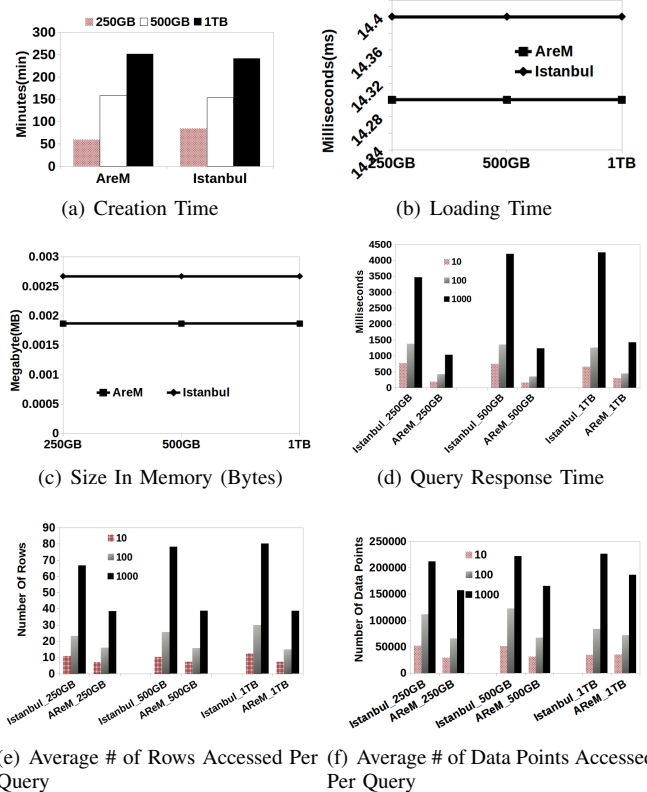 250GB 500GB 1TB
300
250
200
150
100
50
0
Minutes(min)
AreM Istanbul
(a) Creation Time
14.4
14.36
14.32
14.28
14.24
Milliseconds(ms)
AreM
Istanbul
250GB 500GB 1TB
(b) Loading Time
0.003
0.0025
0.002
0.0015
0.001
0.0005
0
Megabyte(MB)
AreM Istanbul
250GB 500GB 1TB
(c) Size In Memory (Bytes)
4500
4000
3500
3000
2500
2000
1500
1000
500
0
Milliseconds
10
100
1000
Istanbul_250GB
AReM_250GB
Istanbul_500GB
AReM_500GB
Istanbul_1TB
AReM_1TB
(d) Query Response Time
90
80
70
60
50
40
30
20
10
0
Number Of Rows
10
100
1000
Istanbul_250GB
AReM_250GB
Istanbul_500GB
AReM_500GB
Istanbul_1TB
AReM_1TB
(e) Average # of Rows Accessed Per
Query
250000
200000
150000
100000
50000
0
Number Of Data Points
10
100
1000
Istanbul_250GB
AReM_250GB
Istanbul_500GB
AReM_500GB
Istanbul_1TB
AReM_1TB
(f) Average # of Data Points Accessed
Per Query